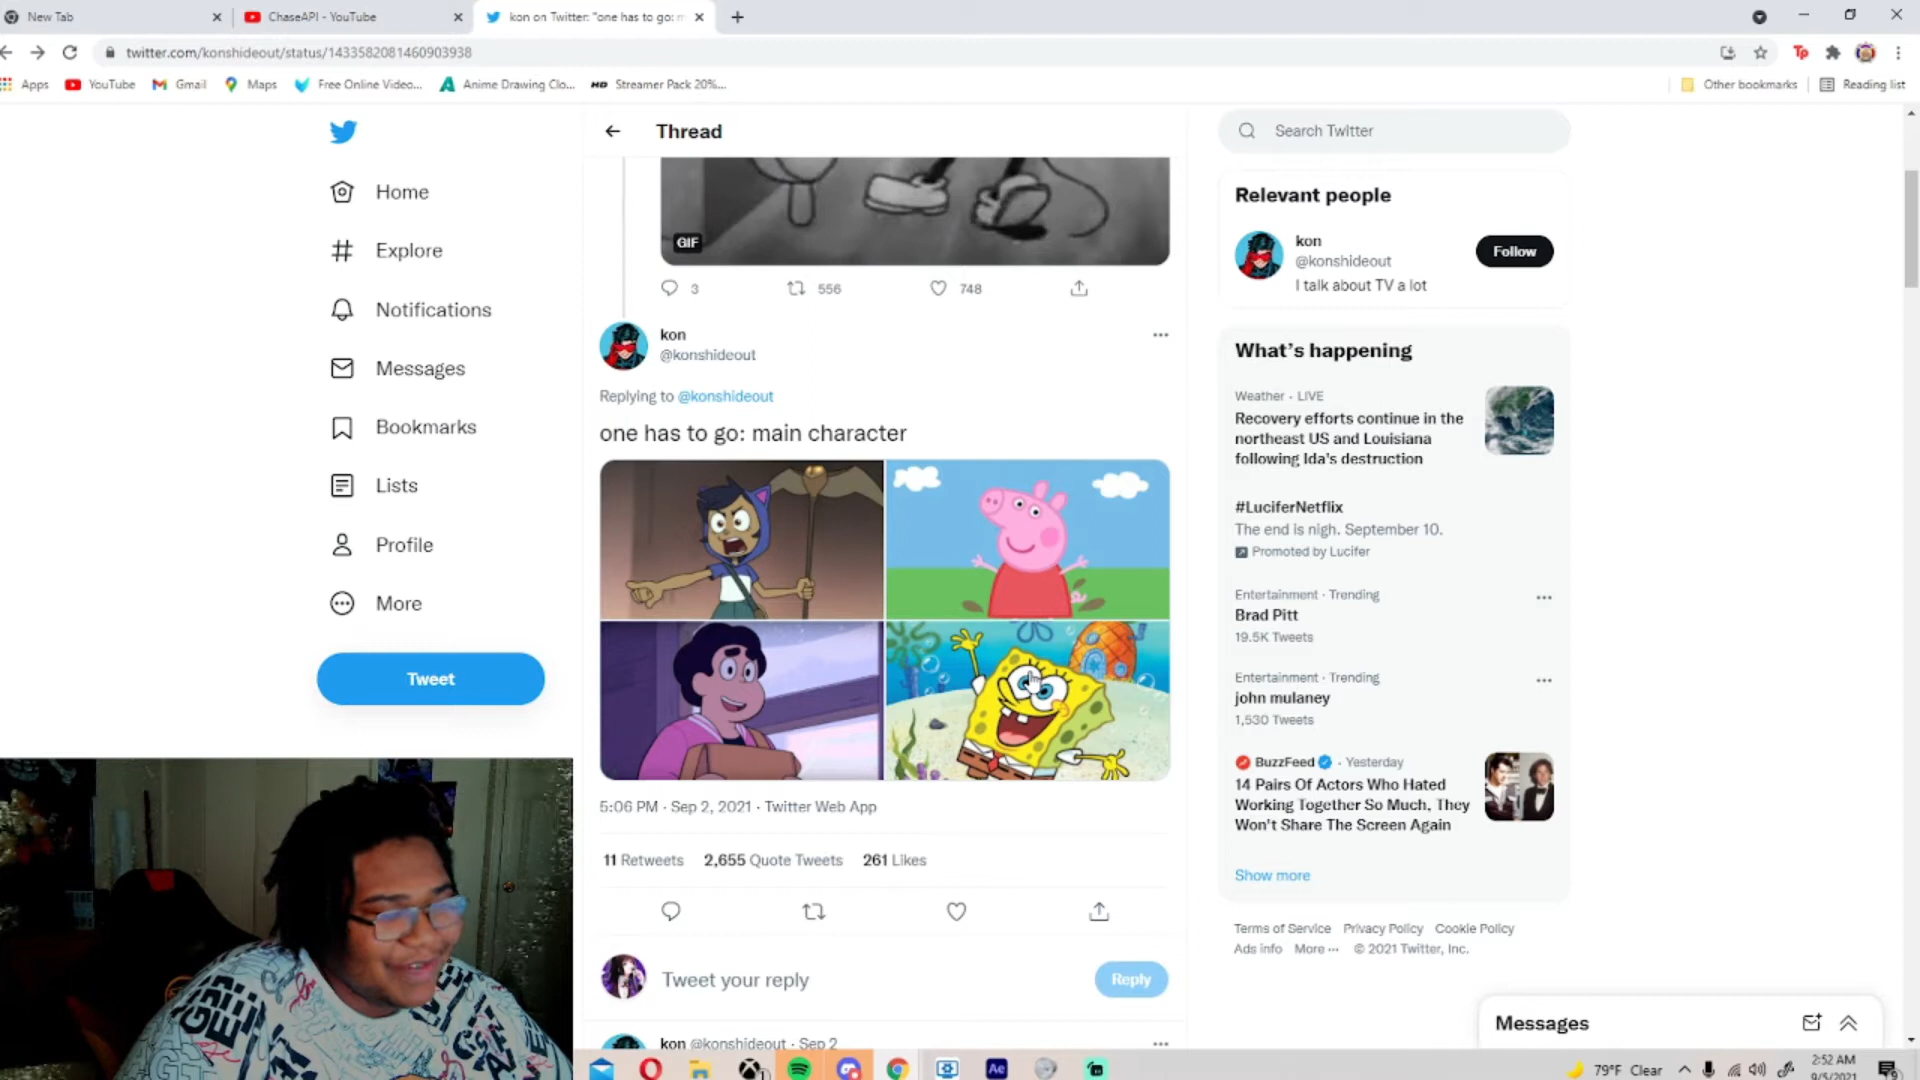 New Tab
ChaseAPI - YouTube
kon on Twitter: "one has to go: m
twitter.com/konshideout/status/1433582081460903938
Apps
YouTube
Gmail
Maps
Free Online Video...
Anime Drawing Clo...
HD Streamer Pack 20%...
Other bookmarks
Reading list
Home
Explore
Notifications
Messages
Bookmarks
Lists
Profile
More
Tweet
Thread
GIF
3
556
748
kon
@konshideout
Replying to @konshideout
one has to go: main character
5:06 PM · Sep 2, 2021 · Twitter Web App
11 Retweets 2,655 Quote Tweets 261 Likes
Tweet your reply
Reply
kon @konshideout · Sep 2
Search Twitter
Relevant people
kon
@konshideout
Follow
I talk about TV a lot
What's happening
Weather · LIVE
Recovery efforts continue in the
northeast US and Louisiana
following Ida's destruction
#LuciferNetflix
The end is nigh. September 10.
Promoted by Lucifer
Entertainment · Trending
Brad Pitt
19.5K Tweets
Entertainment · Trending
john mulaney
1,530 Tweets
BuzzFeed · Yesterday
14 Pairs Of Actors Who Hated
Working Together So Much, They
Won't Share The Screen Again
Show more
Terms of Service Privacy Policy Cookie Policy
Ads info More ··· © 2021 Twitter, Inc.
Messages
Ae
79°F Clear
2:52 AM
9/5/2021